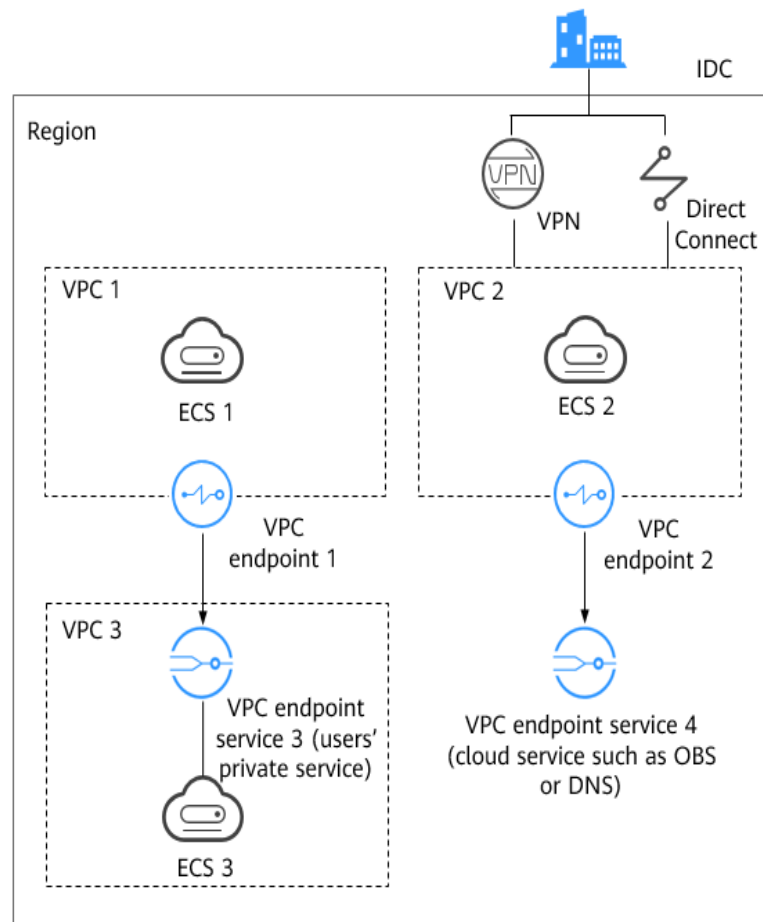 IDC
Region
VPN
VPN
Direct
Connect
VPC 1
VPC 2
ECS 1
ECS 2
VPC
endpoint 1
VPC
endpoint 2
VPC 3
VPC endpoint
service 3 (users’
private service)
VPC endpoint service 4
(cloud service such as OBS
or DNS)
ECS 3